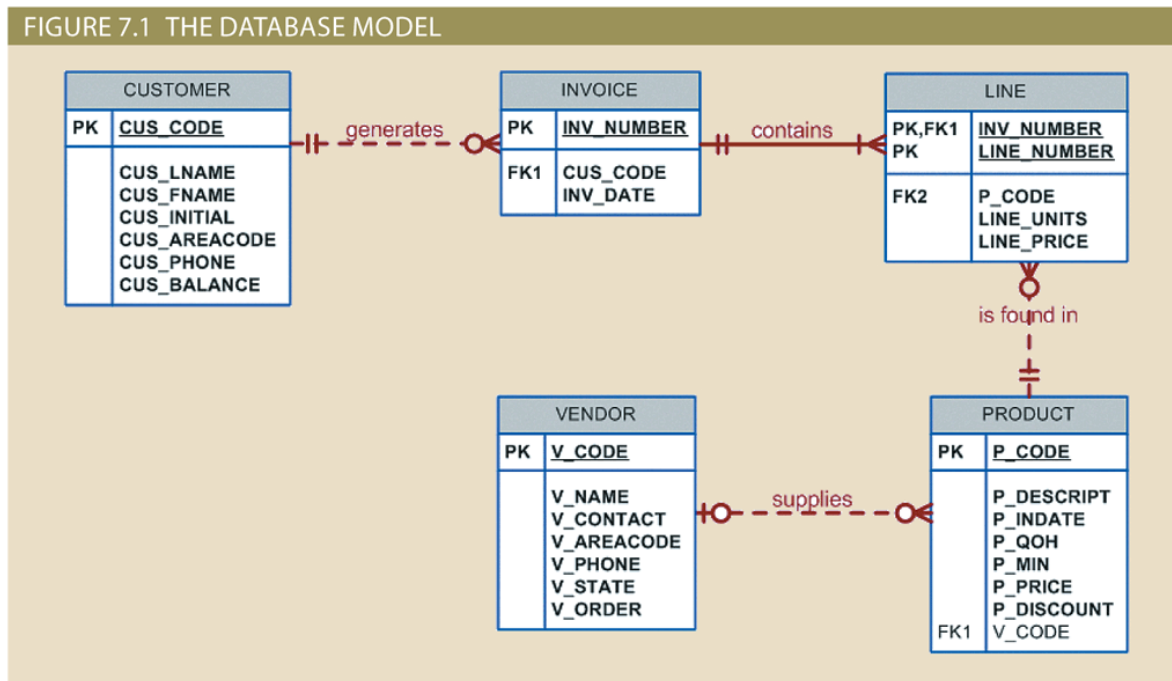 FIGURE 7.1 THE DATABASE MODEL
CUSTOMER
PK CUS_CODE
CUS_LNAME
CUS_FNAME
CUS_INITIAL
CUS_AREACODE
CUS_PHONE
CUS_BALANCE
generates
INVOICE
PK INV_NUMBER
FK1 CUS_CODE
INV_DATE
contains
LINE
PK,FK1 INV_NUMBER
PK LINE_NUMBER
FK2 P_CODE
LINE_UNITS
LINE_PRICE
is found in
VENDOR
PK V_CODE
V_NAME
V_CONTACT
V_AREACODE
V_PHONE
V_STATE
V_ORDER
supplies
PRODUCT
PK P_CODE
P_DESCRIPT
P_INDATE
P_QOH
P_MIN
P_PRICE
P_DISCOUNT
FK1 V_CODE